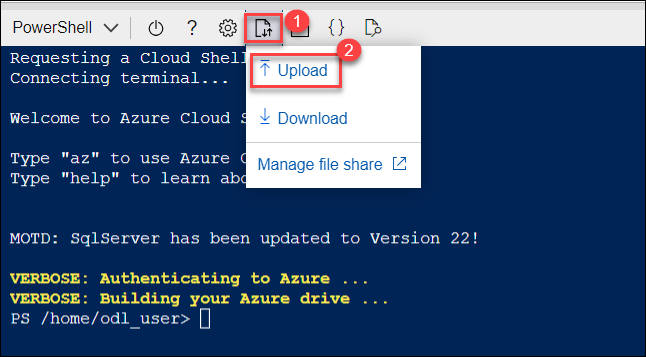 PowerShell ? { } 1
2
Requesting a Cloud Shell
Upload
Connecting terminal...
Download
Welcome to Azure Cloud S
Type "az" to use Azure C
Manage file share
Type "help" to learn abo
MOTD: SqlServer has been updated to Version 22!
VERBOSE: Authenticating to Azure ...
VERBOSE: Building your Azure drive ...
PS /home/odl_user>